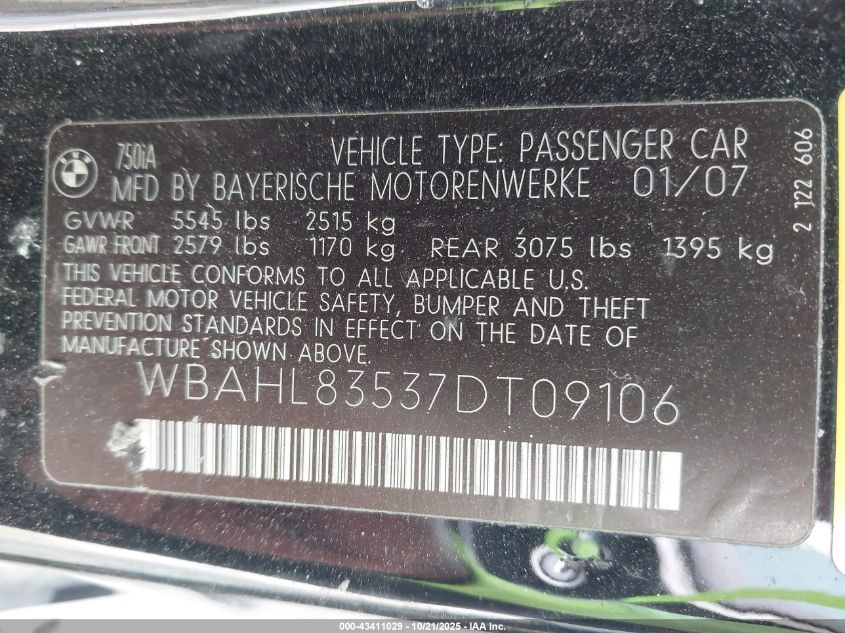 BMW
750iA
VEHICLE TYPE: PASSENGER CAR
MFD BY BAYERISCHE MOTORENWERKE 01/07
GVWR 5545 lbs 2515 kg
GAWR FRONT 2579 lbs 1170 kg REAR 3075 lbs 1395 kg
THIS VEHICLE CONFORMS TO ALL APPLICABLE U.S.
FEDERAL MOTOR VEHICLE SAFETY, BUMPER AND THEFT
PREVENTION STANDARDS IN EFFECT ON THE DATE OF
MANUFACTURE SHOWN ABOVE.
WBAHL83537DT09106
2 122 606
000-43411029 - 10/21/2025 - IAA Inc.